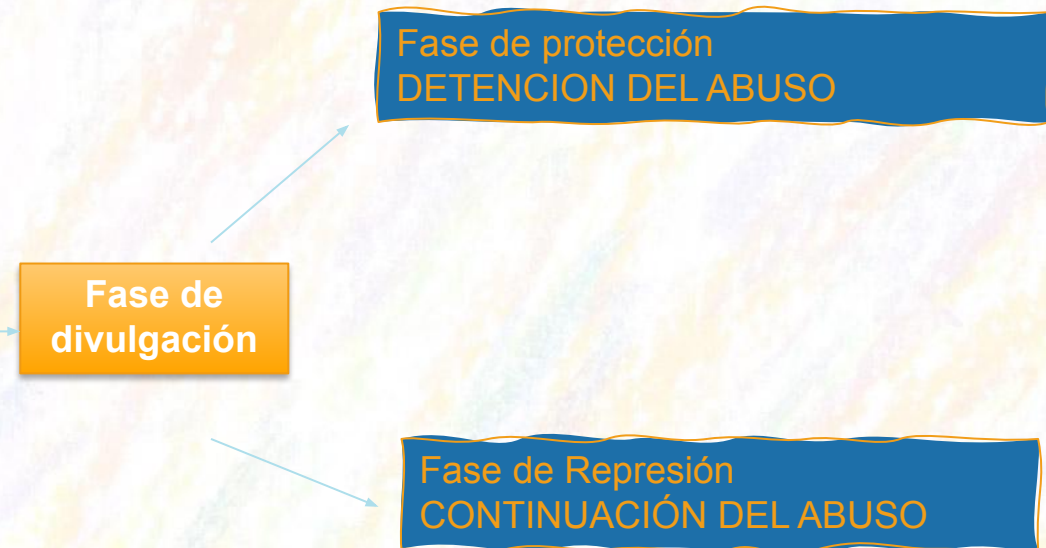 Fase de protección
DETENCION DEL ABUSO
Fase de
divulgación
Fase de Represión
CONTINUACIÓN DEL ABUSO